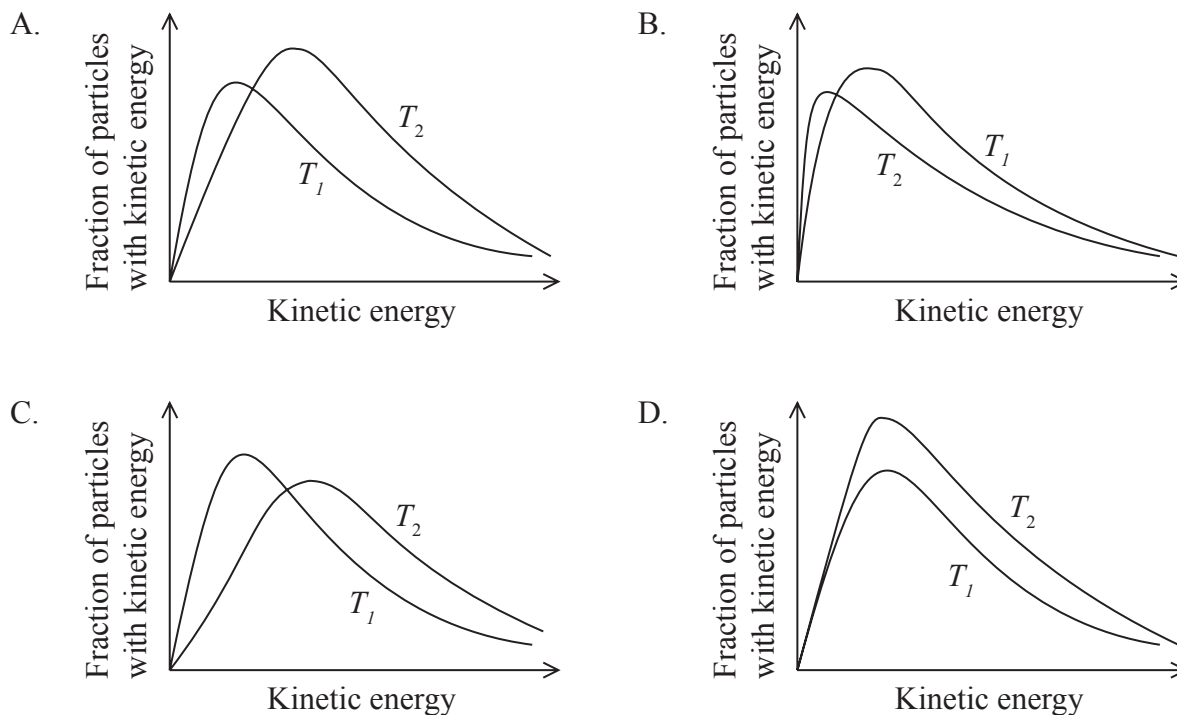 A.
Fraction of particles
with kinetic energy
T2
T1
Kinetic energy
B.
Fraction of particles
with kinetic energy
T1
T2
Kinetic energy
C.
Fraction of particles
with kinetic energy
T2
T1
Kinetic energy
D.
Fraction of particles
with kinetic energy
T2
T1
Kinetic energy